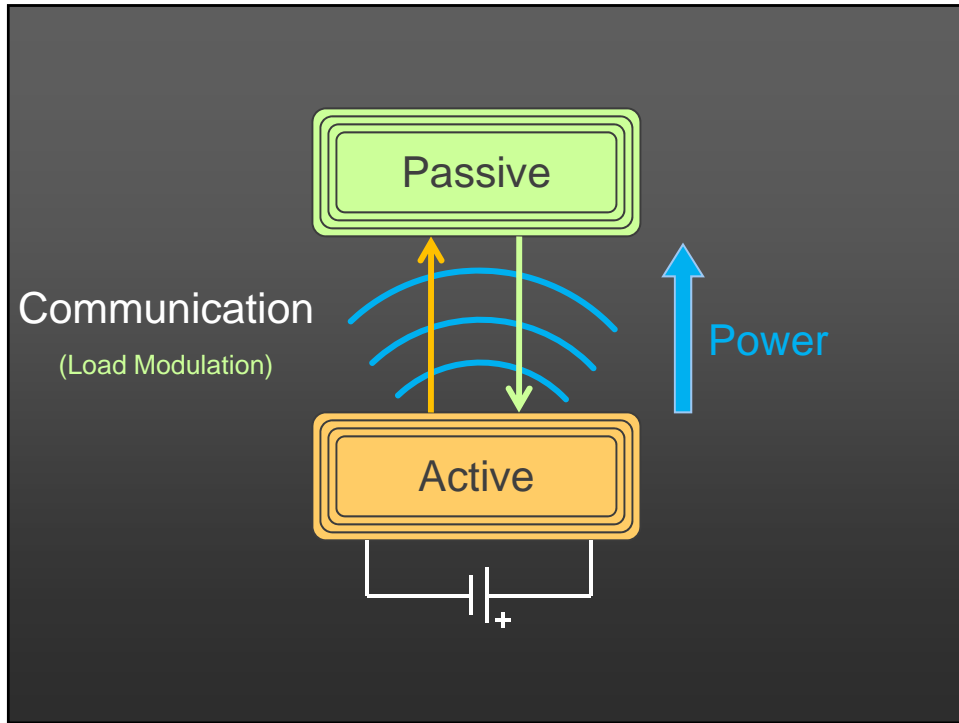 Passive
Communication
(Load Modulation)
Power
Active
+